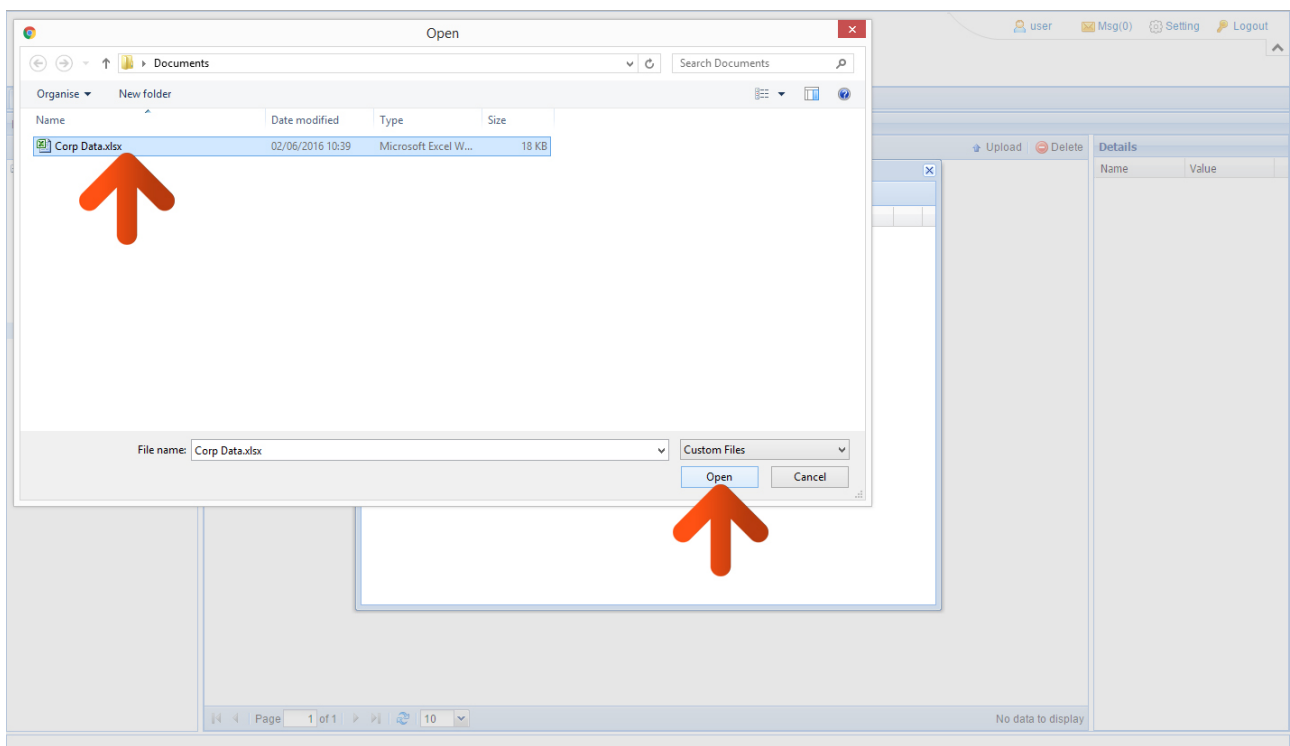 Open
user Msg(0) Setting Logout
Documents
Search Documents
Organise New folder
Name Date modified Type Size
Corp Data.xlsx 02/06/2016 10:39 Microsoft Excel W... 18 KB
Upload Delete Details
Name Value
File name: Corp Data.xlsx Custom Files
Open Cancel
Page 1 of 1 10 No data to display